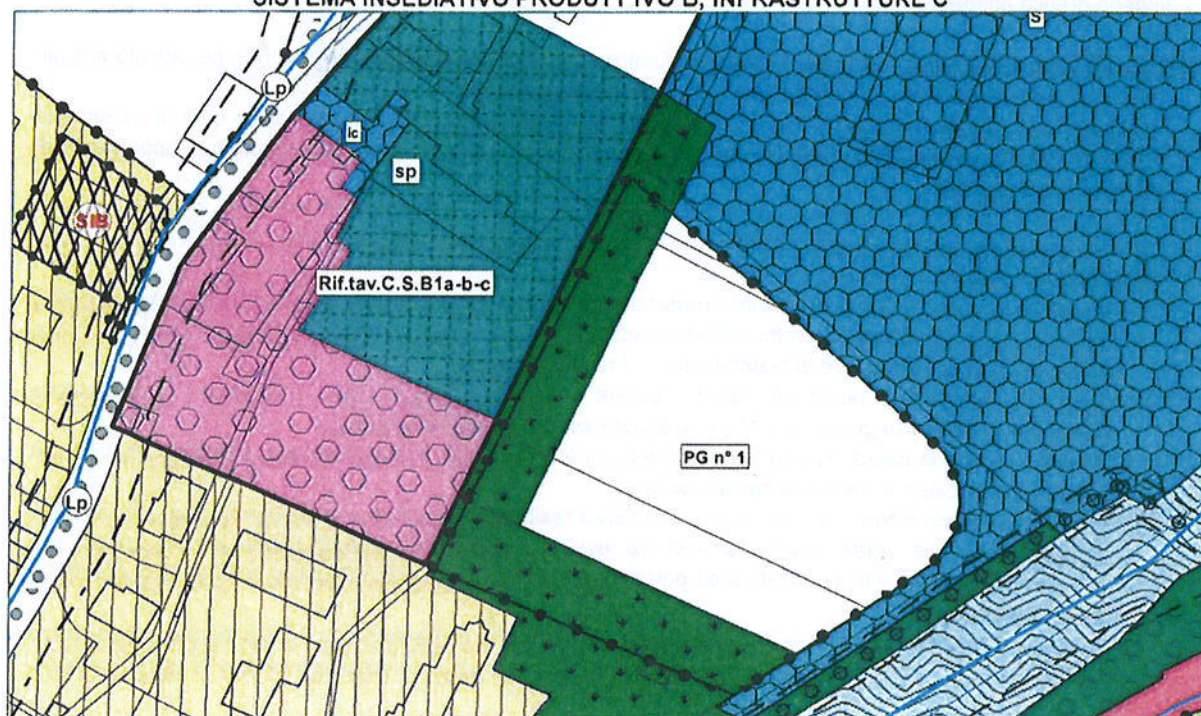 SISTEMA INSEDIATIVO PRODUTTIVO B, INFRASTRUTTURE C
S
Lp
Ic
sp
SIB
Rif.tav.C.S.B1a-b-c
PG n° 1
Lp